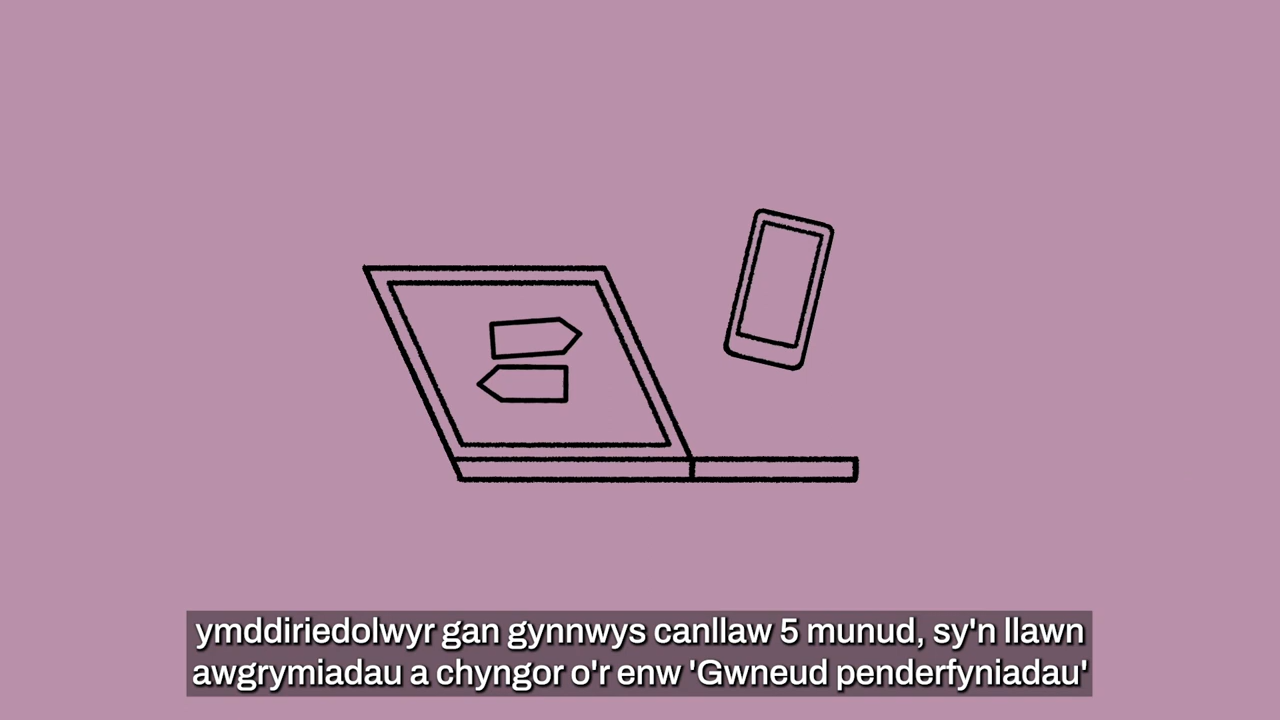 ymddiriedolwyr gan gynnwys canllaw 5 munud, sy'n llawn
awgrymiadau a chyngor o'r enw 'Gwneud penderfyniadau'